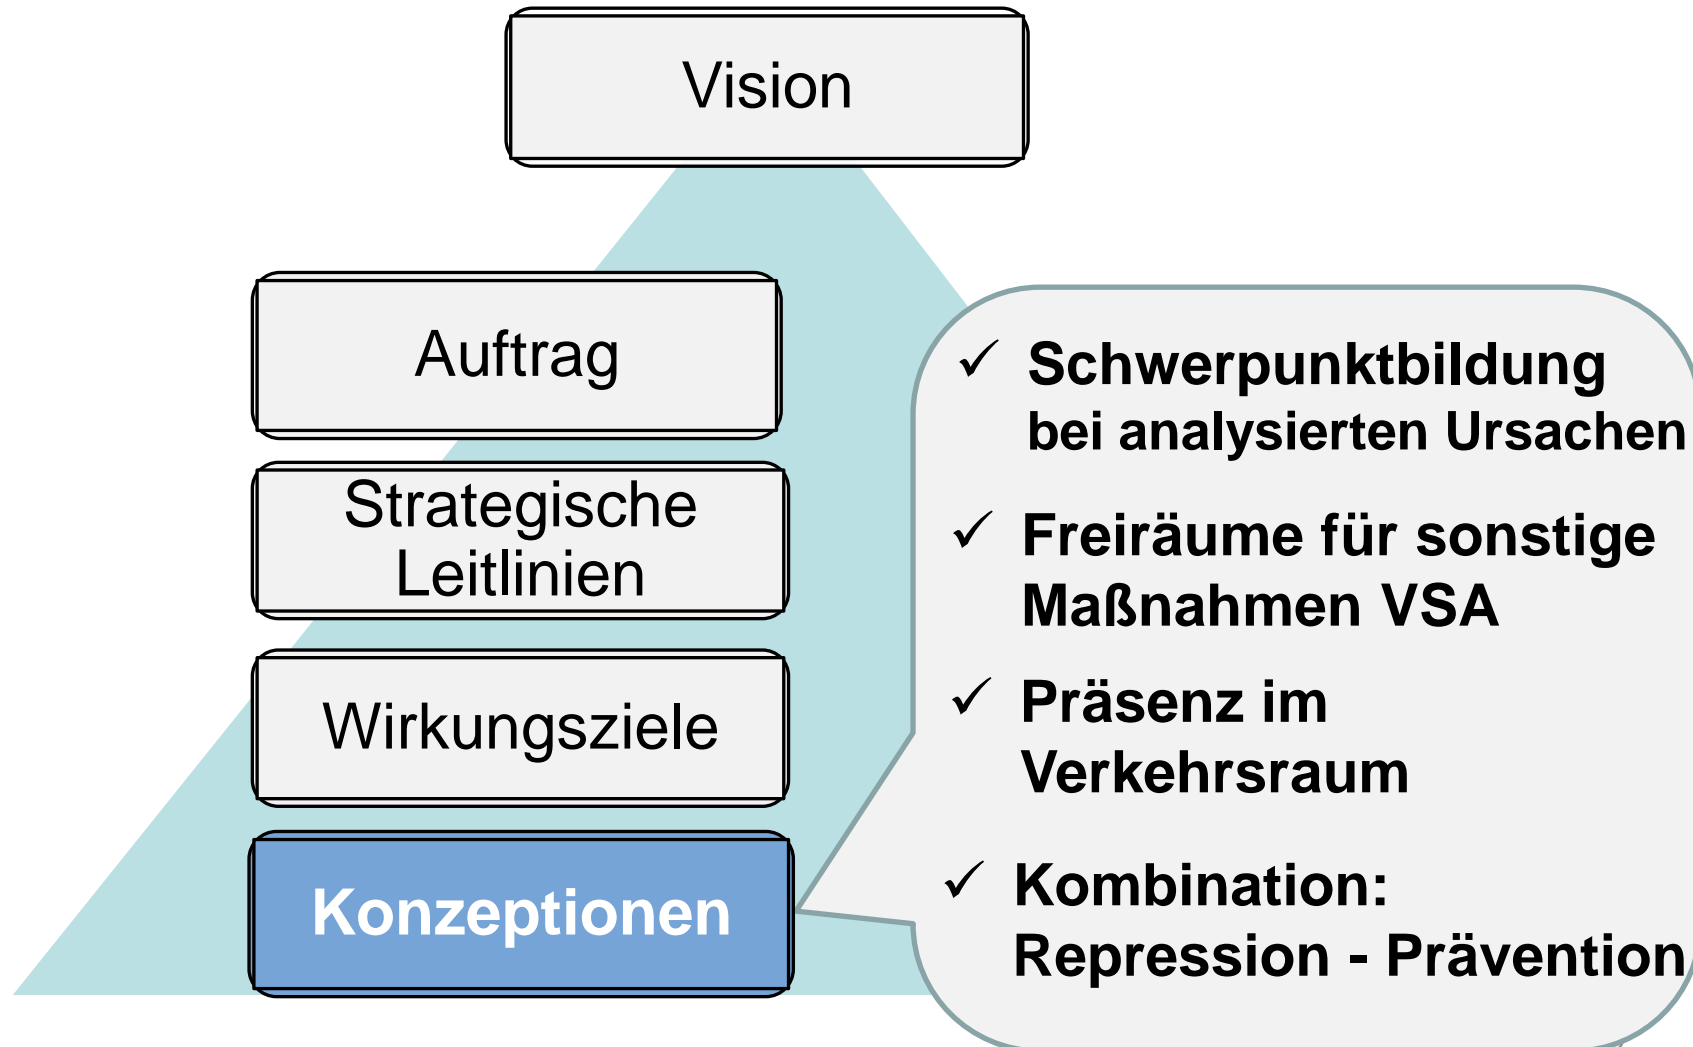 Vision
Auftrag
Strategische
Leitlinien
Wirkungsziele
Konzeptionen
✓ Schwerpunktbildung
bei analysierten Ursachen
✓ Freiräume für sonstige
Maßnahmen VSA
✓ Präsenz im
Verkehrsraum
✓ Kombination:
Repression - Prävention